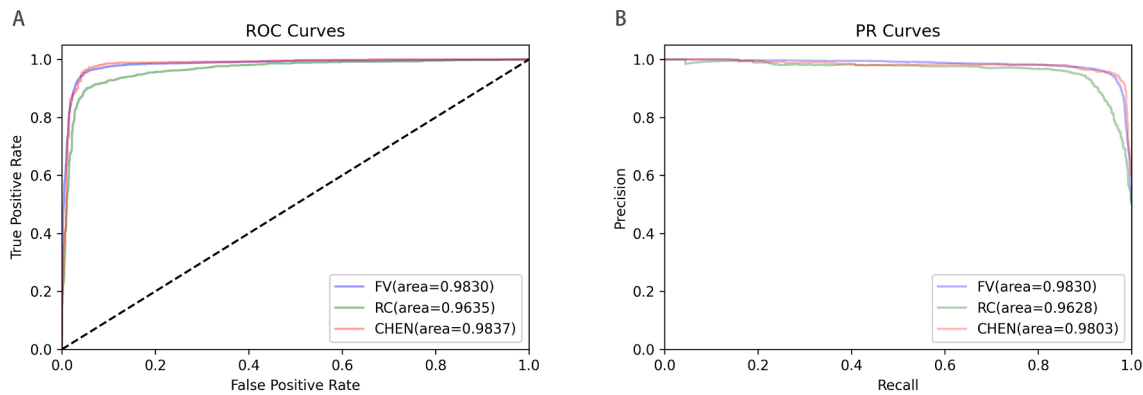 A
ROC Curves
True Positive Rate
1.0
0.8
0.6
0.4
0.2
0.0
0.0 0.2 0.4 0.6 0.8 1.0
False Positive Rate
FV(area=0.9830)
RC(area=0.9635)
CHEN(area=0.9837)
B
PR Curves
Precision
1.0
0.8
0.6
0.4
0.2
0.0
0.0 0.2 0.4 0.6 0.8 1.0
Recall
FV(area=0.9830)
RC(area=0.9628)
CHEN(area=0.9803)